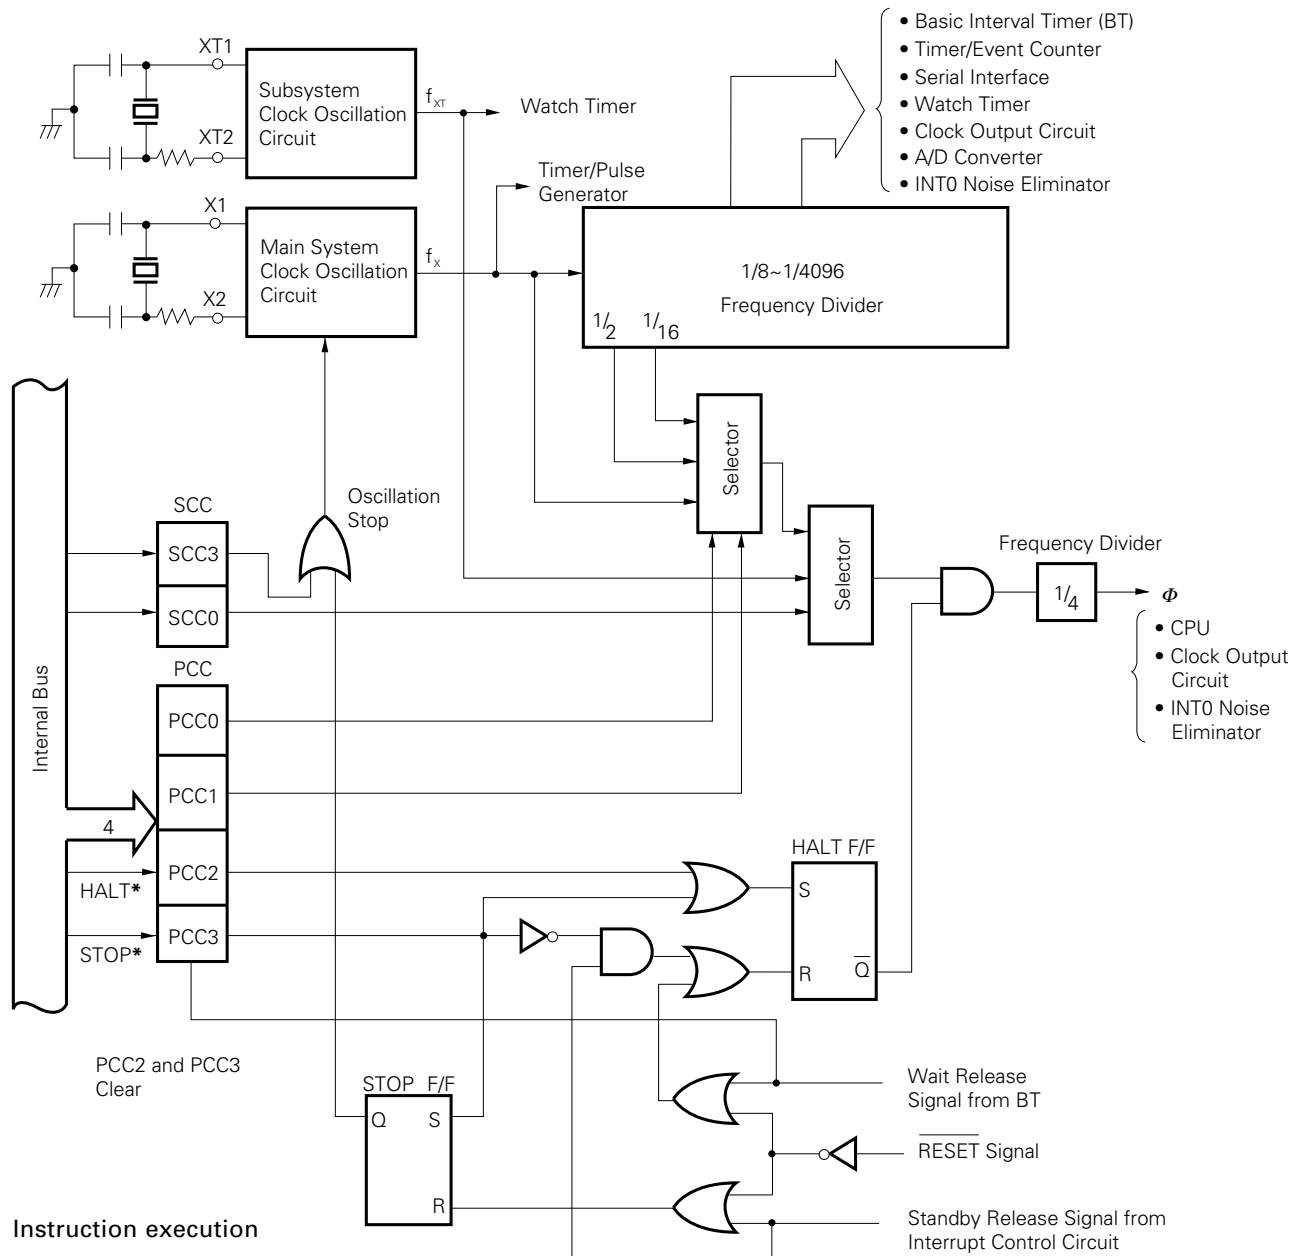 • Basic Interval Timer (BT)
• Timer/Event Counter
• Serial Interface
• Watch Timer
• Clock Output Circuit
• A/D Converter
• INT0 Noise Eliminator
XT1
XT2
Subsystem
Clock Oscillation
Circuit
fXT
Watch Timer
Timer/Pulse
Generator
X1
X2
Main System
Clock Oscillation
Circuit
fX
1/8~1/4096
Frequency Divider
1/2
1/16
Selector
Selector
Oscillation
Stop
Internal Bus
SCC
SCC3
SCC0
PCC
PCC0
PCC1
PCC2
PCC3
4
HALT*
STOP*
Frequency Divider
1/4
Φ
• CPU
• Clock Output
Circuit
• INT0 Noise
Eliminator
HALT F/F
S
R
Q̅
PCC2 and PCC3
Clear
STOP F/F
Q
S
R
Wait Release
Signal from BT
R̅E̅S̅E̅T̅ Signal
Standby Release Signal from
Interrupt Control Circuit
Instruction execution